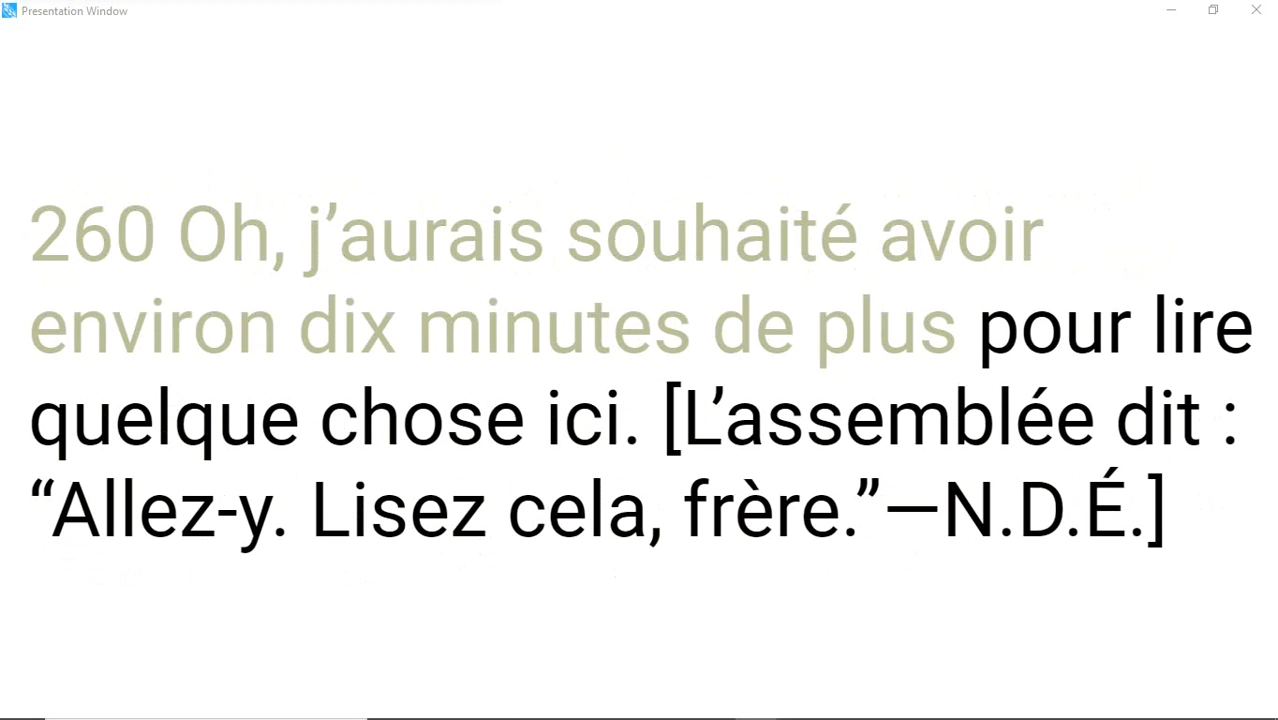 Presentation Window
260 Oh, j’aurais souhaité avoir
environ dix minutes de plus pour lire
quelque chose ici. [L’assemblée dit :
“Allez-y. Lisez cela, frère.”—N.D.É.]